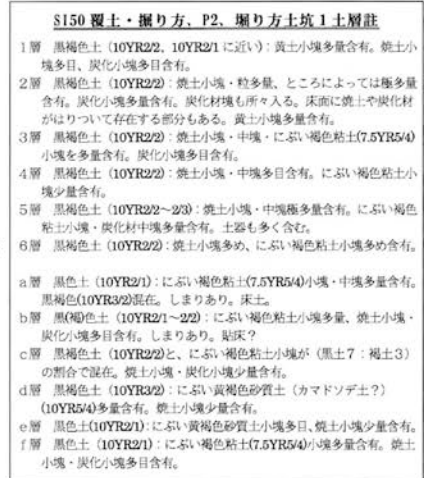 SI50 覆土・掘り方、P2、堀り方土坑1土層註
1層 黒褐色土（10YR2/2、10YR2/1に近い）：黄土小塊多量含有。焼土小
塊多目、炭化小塊多目含有。
2層 黒褐色土（10YR2/2）：焼土小塊・粒多量、ところによっては極多量
含有。炭化小塊多量含有。炭化材塊も所々入る。床面に焼土や炭化材
がはりついて存在する部分もある。黄土小塊多量含有。
3層 黒褐色土（10YR2/2）：焼土小塊・中塊・にぶい褐色粘土(7.5YR5/4)
小塊を多量含有。炭化小塊多目含有。
4層 黒褐色土（10YR2/2）：焼土小塊・中塊多目含有。にぶい褐色粘土小
塊少量含有。
5層 黒褐色土（10YR2/2～2/3）：焼土小塊・中塊極多量含有。にぶい褐色
粘土小塊・炭化材中塊多量含有。土器も多く含む。
6層 黒褐色土（10YR2/2）：焼土小塊多め、にぶい褐色粘土小塊多め含有。
a層 黒色土（10YR2/1）：にぶい褐色粘土(7.5YR5/4)小塊・中塊多量含有。
黒褐色(10YR3/2)混在。しまりあり。床土。
b層 黒(褐)色土（10YR2/1～2/2）：にぶい褐色粘土小塊多量、焼土小塊・
炭化小塊多目含有。しまりあり。貼床？
c層 黒褐色土（10YR2/2)と、にぶい褐色粘土小塊が（黒土7：褐土3）
の割合で混在。焼土小塊・炭化小塊少量含有。
d層 黒褐色土（10YR3/2）：にぶい黄褐色砂質土（カマドソデ土？）
(10YR5/4)多量含有。焼土小塊少量含有。
e層 黒色土(10YR2/1)：にぶい黄褐色砂質土小塊多目、焼土小塊少量含有。
f層 黒色土（10YR2/1）：にぶい褐色粘土(7.5YR5/4)小塊多量含有。焼土
小塊・炭化小塊多目含有。